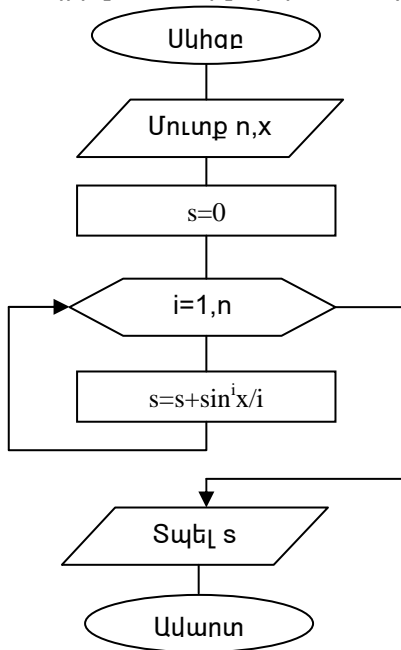 Սկիզբ
Մուտք n,x
s=0
i=1,n
s=s+sinⁱx/i
Տպել s
Ավարտ